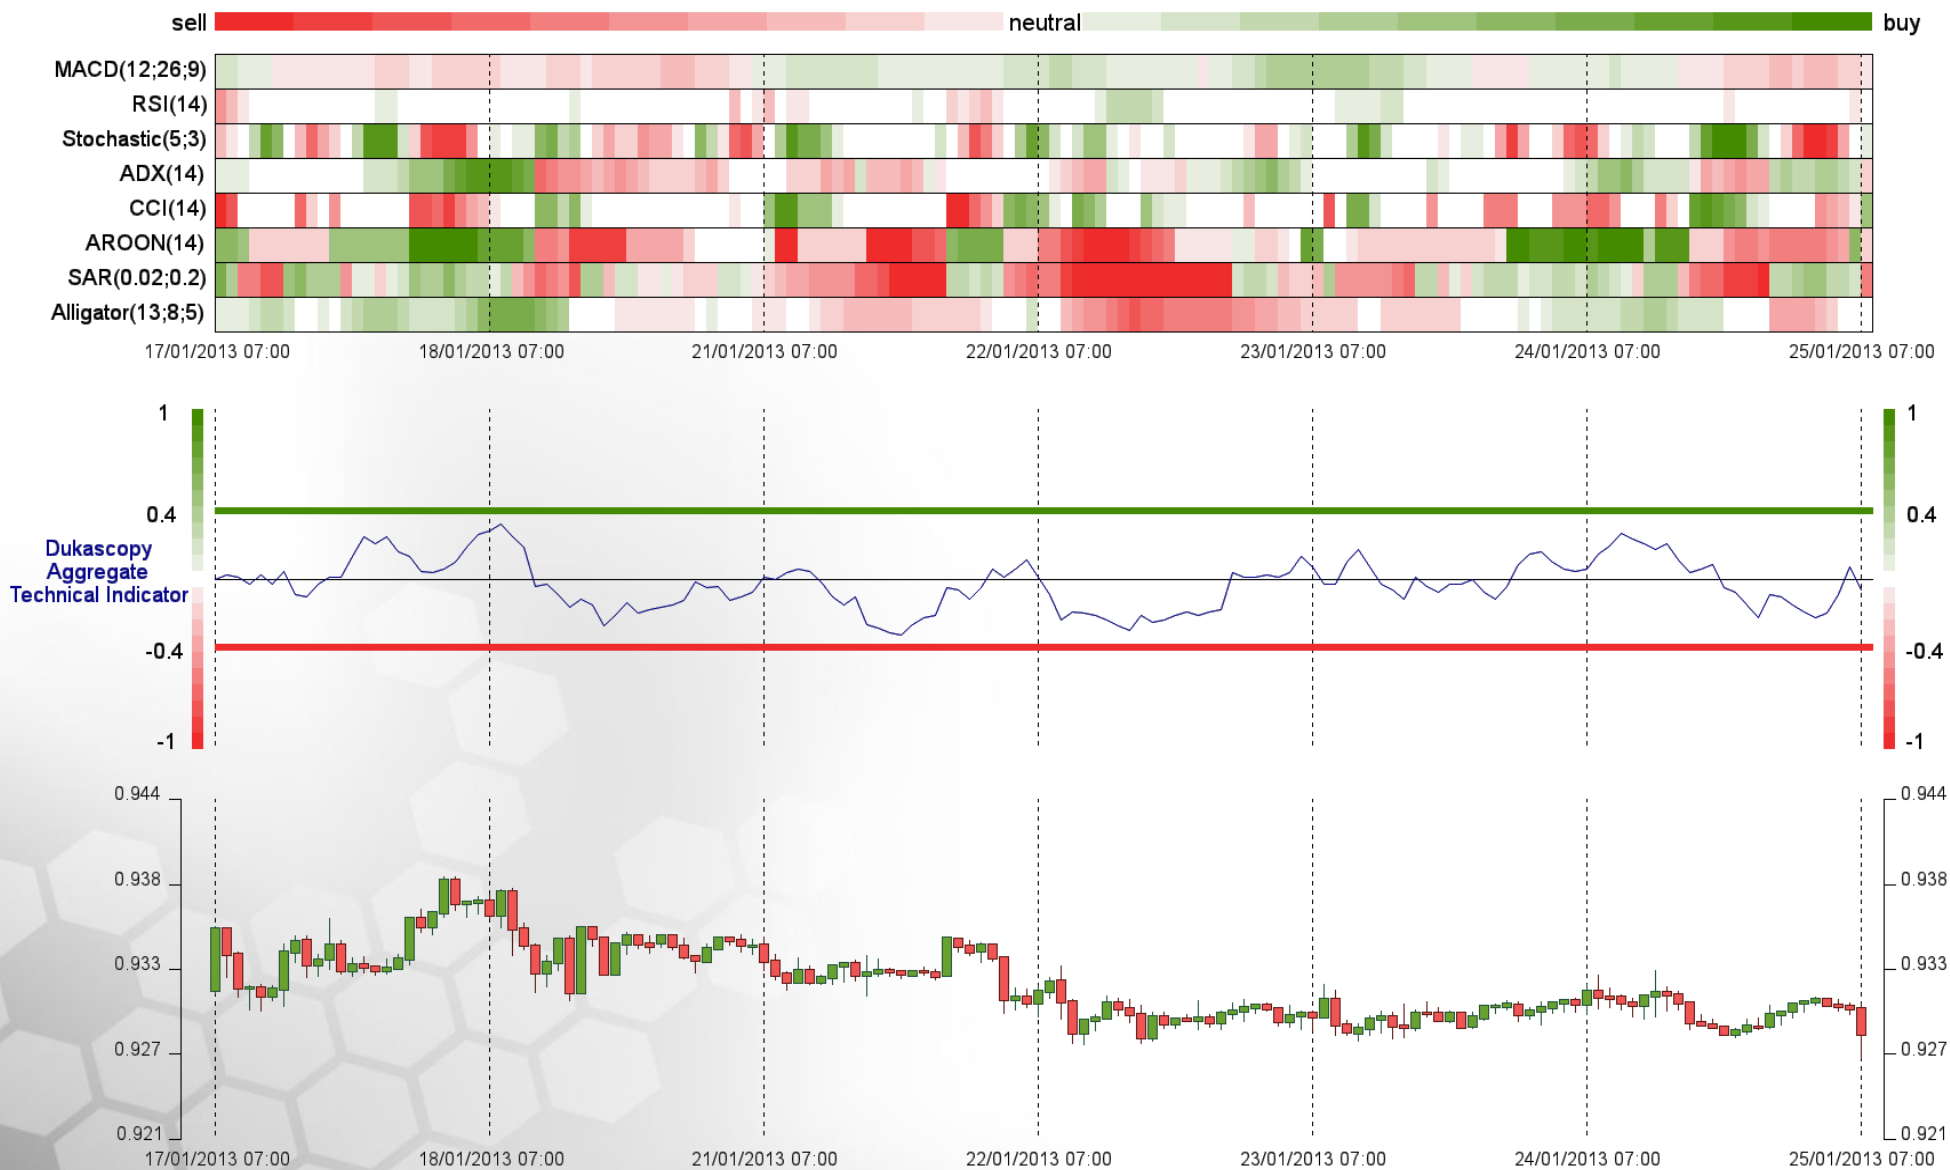 sell neutral buy
MACD(12;26;9)
RSI(14)
Stochastic(5;3)
ADX(14)
CCI(14)
AROON(14)
SAR(0.02;0.2)
Alligator(13;8;5)
17/01/2013 07:00 18/01/2013 07:00 21/01/2013 07:00 22/01/2013 07:00 23/01/2013 07:00 24/01/2013 07:00 25/01/2013 07:00
1 1
0.4 0.4
Dukascopy
Aggregate
Technical Indicator
-0.4 -0.4
-1 -1
0.944 0.944
0.938 0.938
0.933 0.933
0.927 0.927
0.921 0.921
17/01/2013 07:00 18/01/2013 07:00 21/01/2013 07:00 22/01/2013 07:00 23/01/2013 07:00 24/01/2013 07:00 25/01/2013 07:00